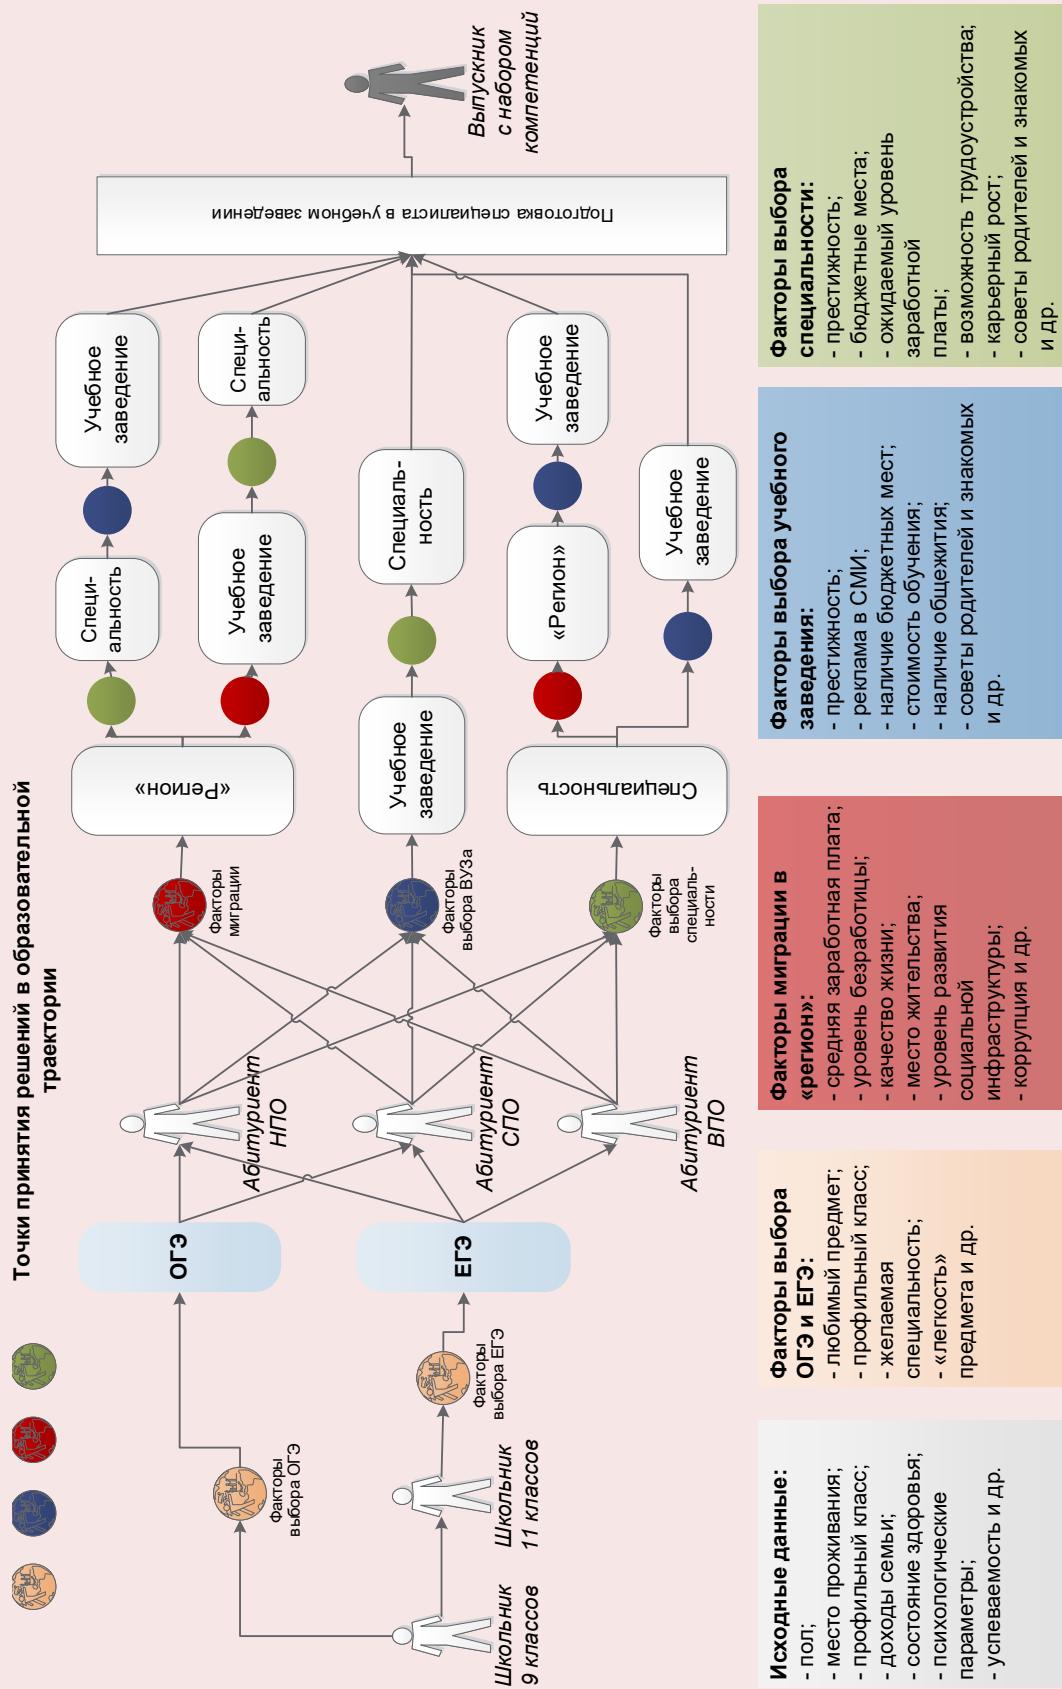 Точки принятия решений в образовательной
траектории
Школьник
9 классов
Школьник
11 классов
Факторы
выбора ОГЭ
Факторы
выбора ЕГЭ
ОГЭ
ЕГЭ
Абитуриент
НПО
Абитуриент
СПО
Абитуриент
ВПО
Факторы
миграции
Факторы
выбора ВУЗа
Факторы
выбора
специаль-
ности
«Регион»
Учебное
заведение
Специальность
Специ-
альность
Учебное
заведение
Учебное
заведение
Специ-
альность
Специаль-
ность
«Регион»
Учебное
заведение
Учебное
заведение
Подготовка специалиста в учебном заведении
Выпускник
с набором
компетенций
Исходные данные:
- пол;
- место проживания;
- профильный класс;
- доходы семьи;
- состояние здоровья;
- психологические
параметры;
- успеваемость и др.
Факторы выбора
ОГЭ и ЕГЭ:
- любимый предмет;
- профильный класс;
- желаемая
специальность;
- «легкость»
предмета и др.
Факторы миграции в
«регион»:
- средняя заработная плата;
- уровень безработицы;
- качество жизни;
- место жительства;
- уровень развития
социальной
инфраструктуры;
- коррупция и др.
Факторы выбора учебного
заведения:
- престижность;
- реклама в СМИ;
- наличие бюджетных мест;
- стоимость обучения;
- наличие общежития;
- советы родителей и знакомых
и др.
Факторы выбора
специальности:
- престижность;
- бюджетные места;
- ожидаемый уровень
заработной
платы;
- возможность трудоустройства;
- карьерный рост;
- советы родителей и знакомых
и др.